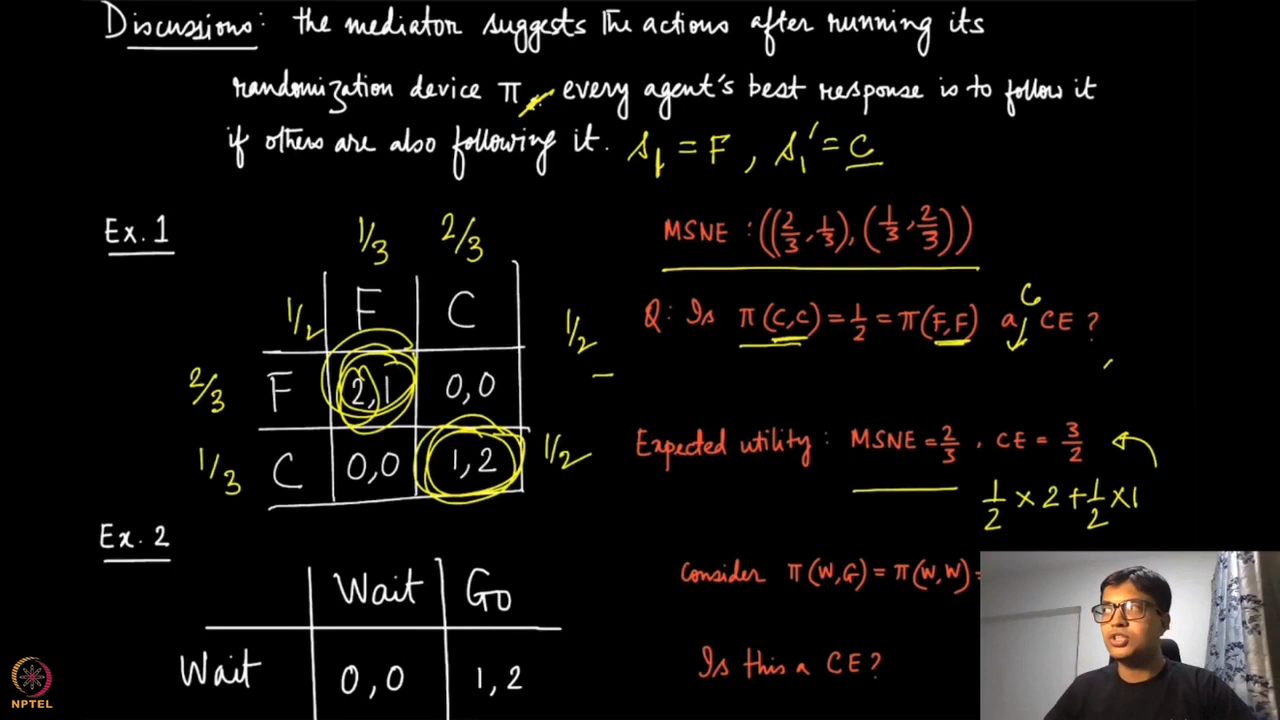 Discussions: the mediator suggests the actions after running its
randomization device π. every agent's best response is to follow it
if others are also following it. s₁ = F, s₁' = C
Ex. 1
1/3 2/3
MSNE : ((2/3, 1/3), (1/3, 2/3))
1/2 F C
1/2
Q: Is π(C,C) = 1/2 = π(F,F) a CE ?
C
2/3 F 2,1 0,0
1/3 C 0,0 1,2 1/2
Expected utility: MSNE = 2/3, CE = 3/2
1/2 × 2 + 1/2 × 1
Ex. 2
Wait Go
Consider π(W,G) = π(W,W) =
Wait 0,0 1,2
Is this a CE?
NPTEL